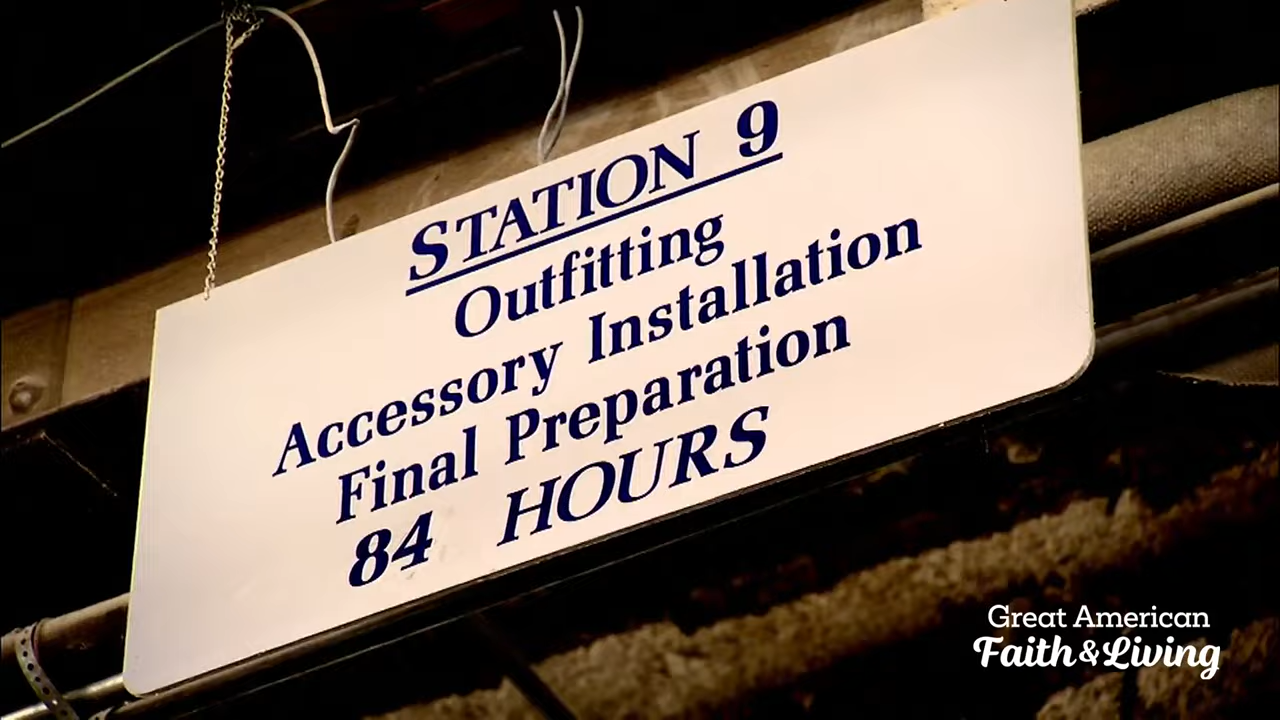 STATION 9
Outfitting
Accessory Installation
Final Preparation
84 HOURS
Great American
Faith & Living